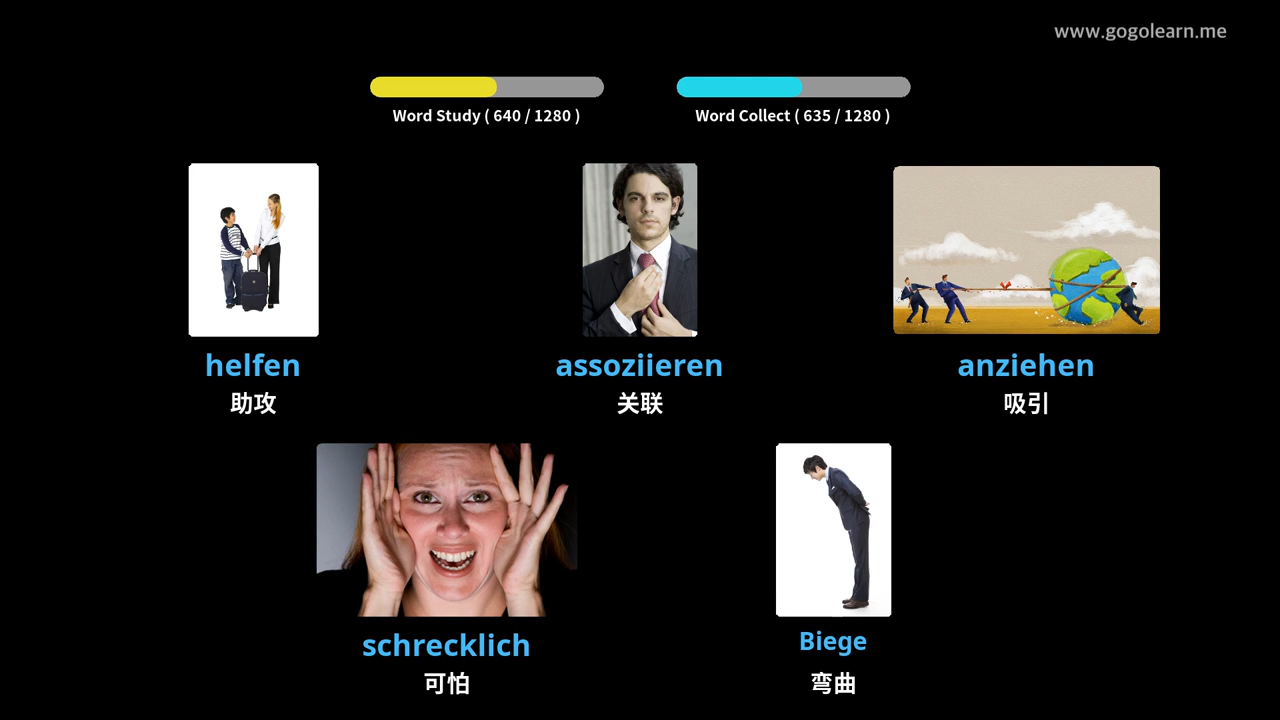 www.gogolearn.me
Word Study ( 640 / 1280 )
Word Collect ( 635 / 1280 )
helfen
助攻
assoziieren
关联
anziehen
吸引
schrecklich
可怕
Biege
弯曲